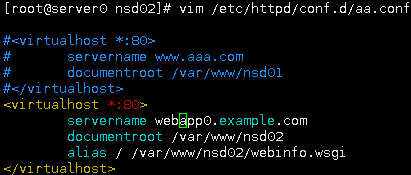 [root@server0 nsd02]# vim /etc/httpd/conf.d/aa.conf
#<virtualhost *:80>
#       servername www.aaa.com
#       documentroot /var/www/nsd01
#</virtualhost>
<virtualhost *:80>
        servername webapp0.example.com
        documentroot /var/www/nsd02
        alias / /var/www/nsd02/webinfo.wsgi
</virtualhost>